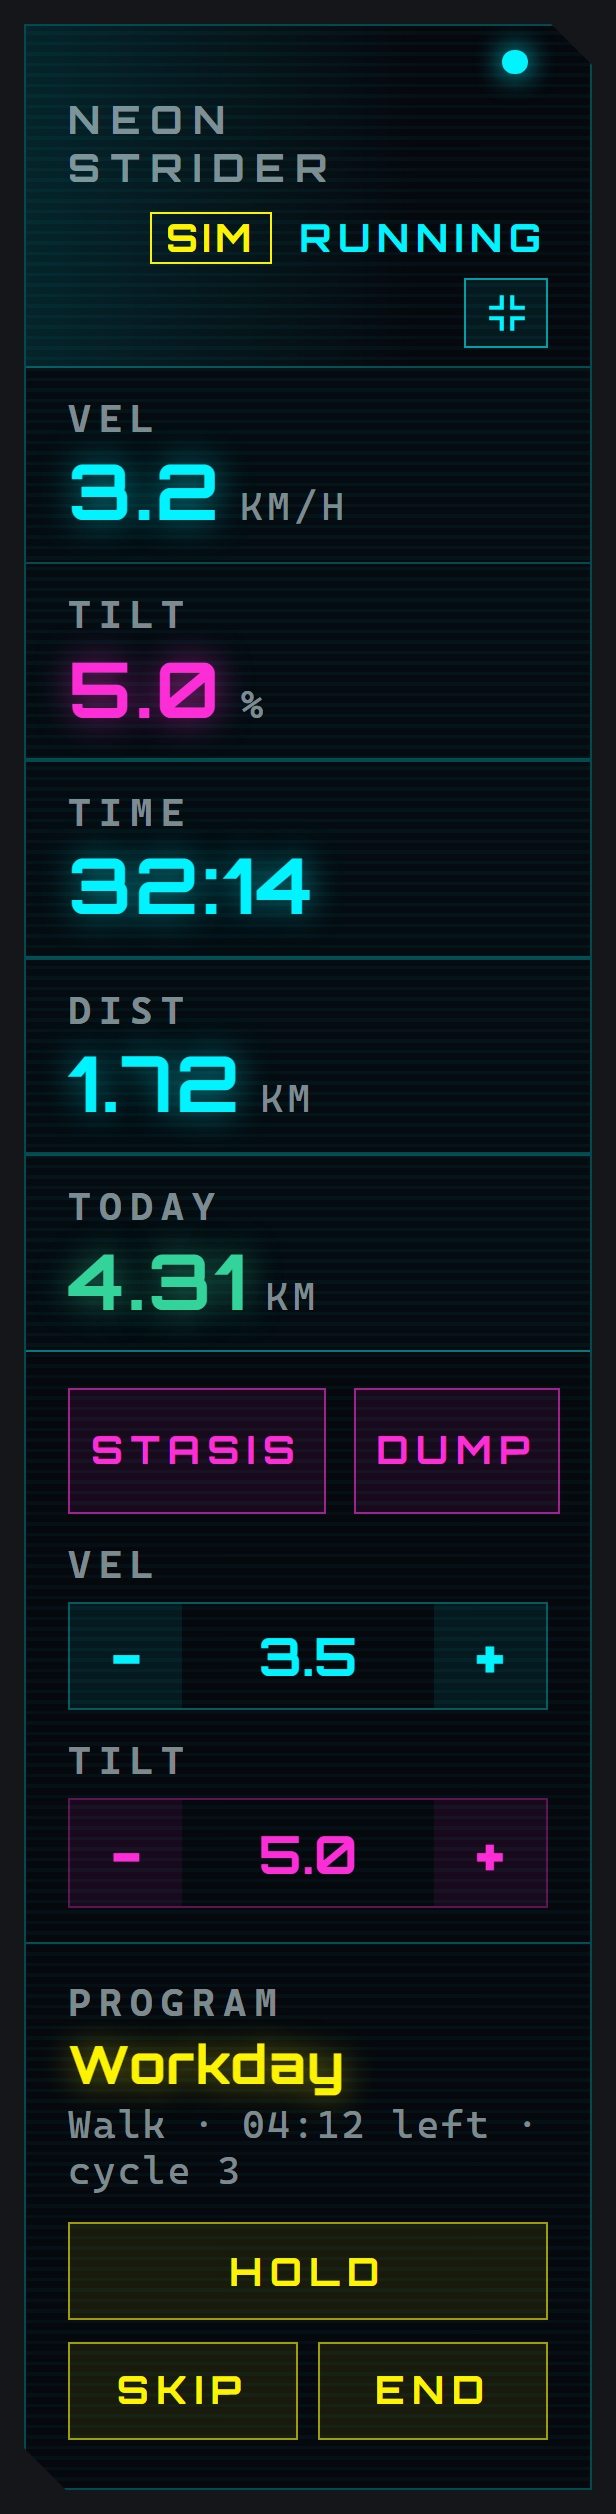 NEON
STRIDER
SIM RUNNING
VEL
3.2 KM/H
TILT
5.0 %
TIME
32:14
DIST
1.72 KM
TODAY
4.31 KM
STASIS DUMP
VEL
- 3.5 +
TILT
- 5.0 +
PROGRAM
Workday
Walk · 04:12 left ·
cycle 3
HOLD
SKIP END